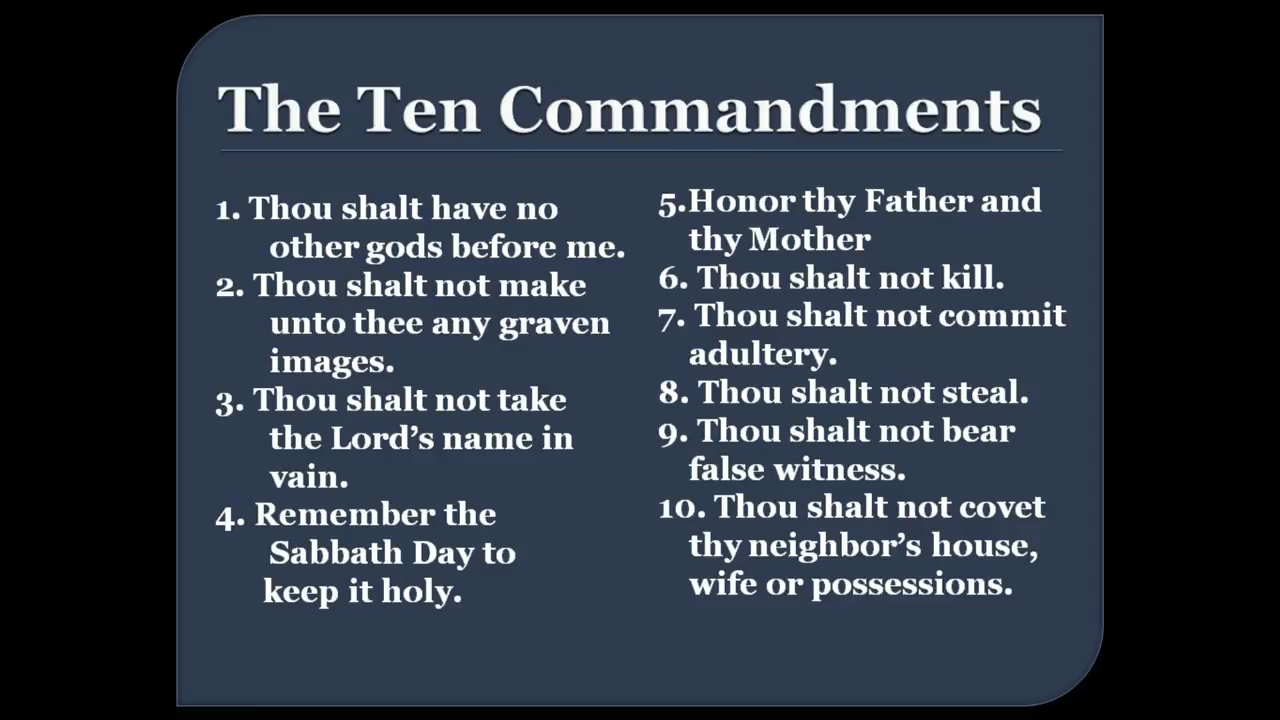 The Ten Commandments
1. Thou shalt have no
other gods before me.
2. Thou shalt not make
unto thee any graven
images.
3. Thou shalt not take
the Lord’s name in
vain.
4. Remember the
Sabbath Day to
keep it holy.
5.Honor thy Father and
thy Mother
6. Thou shalt not kill.
7. Thou shalt not commit
adultery.
8. Thou shalt not steal.
9. Thou shalt not bear
false witness.
10. Thou shalt not covet
thy neighbor’s house,
wife or possessions.